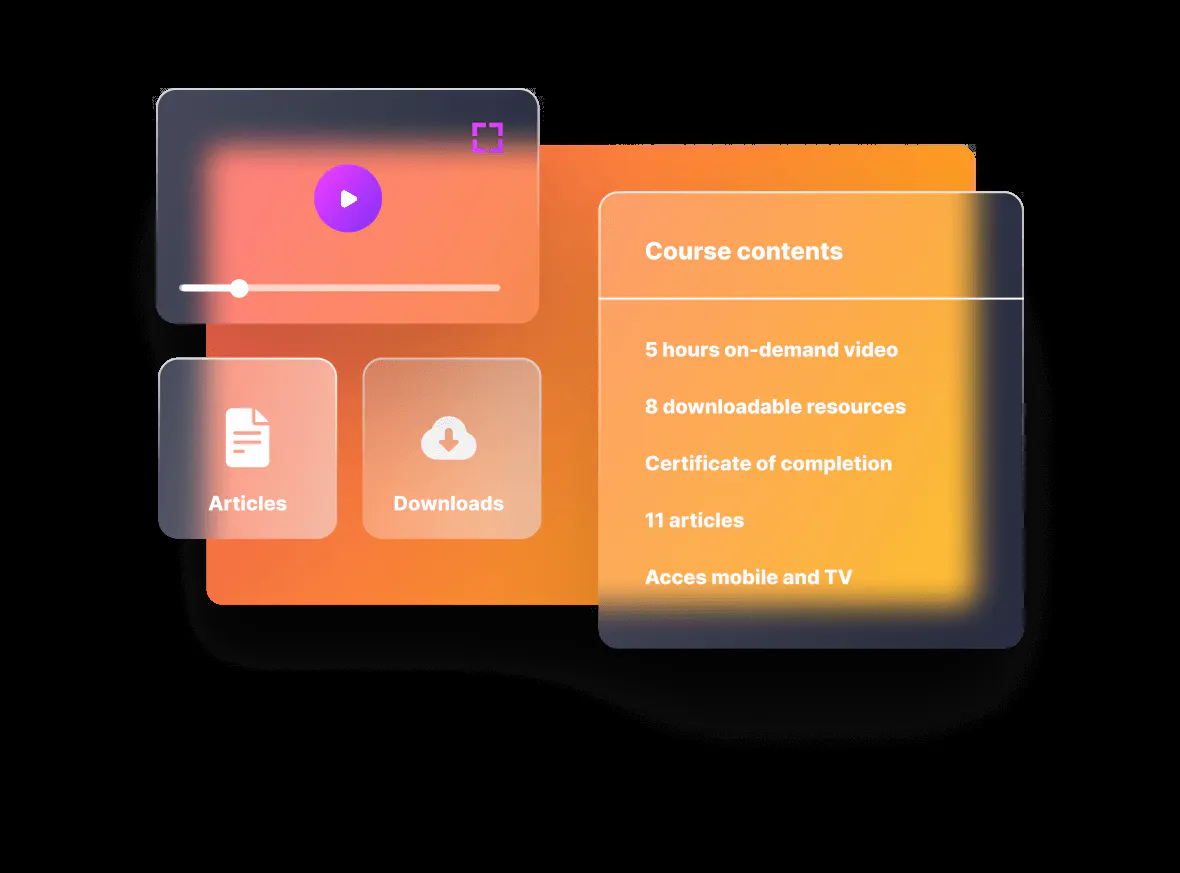 Course contents
5 hours on-demand video
8 downloadable resources
Certificate of completion
11 articles
Acces mobile and TV
Articles
Downloads